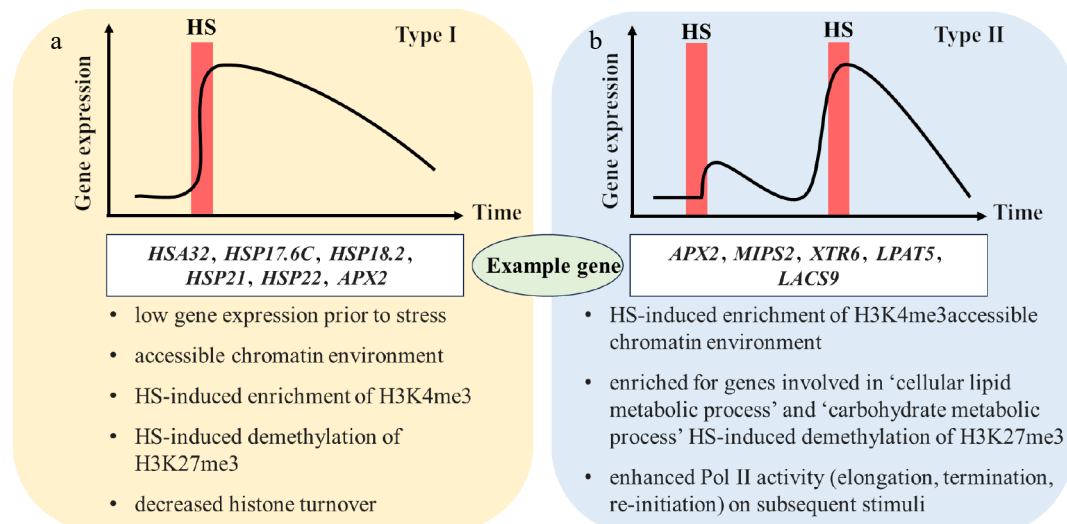 a
HS
Type I
Gene expression
Time
HSA32, HSP17.6C, HSP18.2,
HSP21, HSP22, APX2
• low gene expression prior to stress
• accessible chromatin environment
• HS-induced enrichment of H3K4me3
• HS-induced demethylation of
H3K27me3
• decreased histone turnover
Example gene
b
HS
HS
Type II
Gene expression
Time
APX2, MIPS2, XTR6, LPAT5,
LACS9
• HS-induced enrichment of H3K4me3accessible
chromatin environment
• enriched for genes involved in ‘cellular lipid
metabolic process’ and ‘carbohydrate metabolic
process’ HS-induced demethylation of H3K27me3
• enhanced Pol II activity (elongation, termination,
re-initiation) on subsequent stimuli